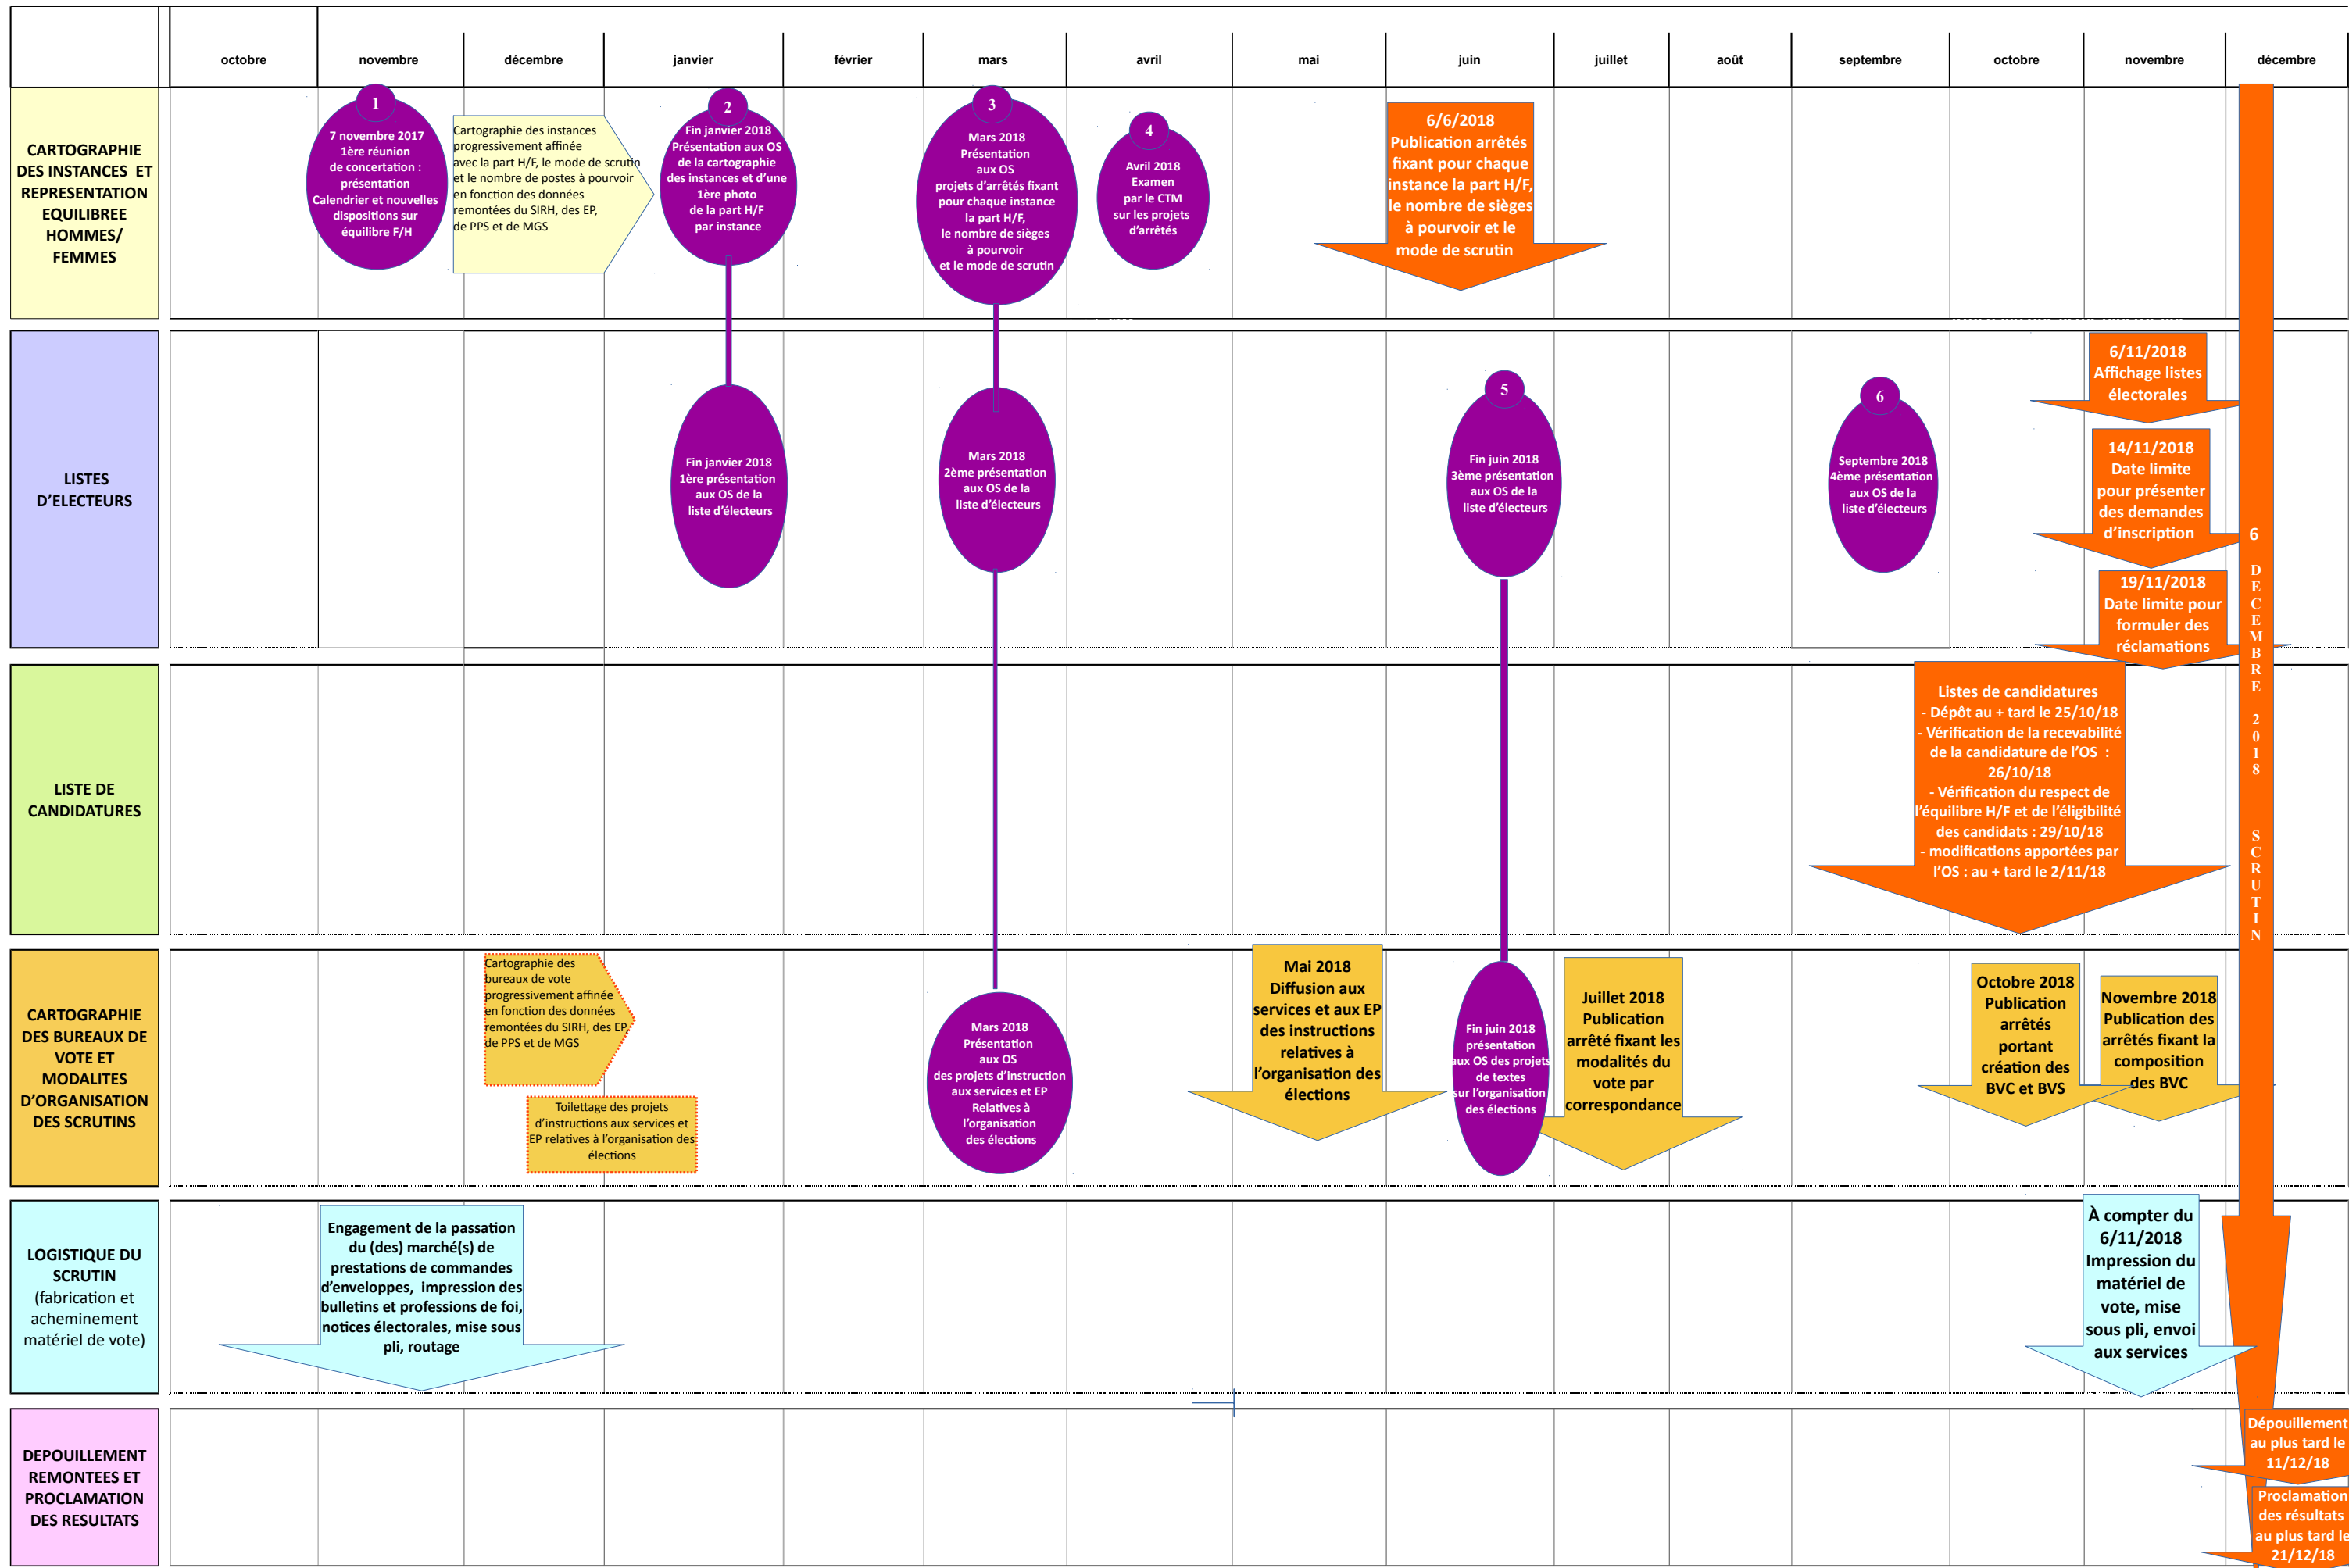 octobre
novembre
décembre
janvier
février
mars
avril
mai
juin
juillet
août
septembre
octobre
novembre
décembre
CARTOGRAPHIE
DES INSTANCES ET
REPRESENTATION
EQUILIBREE
HOMMES/
FEMMES
1
7 novembre 2017
1ère réunion
de concertation :
présentation
Calendrier et nouvelles
dispositions sur
équilibre F/H
Cartographie des instances
progressivement affinée
avec la part H/F, le mode de scrutin
et le nombre de postes à pourvoir
en fonction des données
remontées du SIRH, des EP,
de PPS et de MGS
2
Fin janvier 2018
Présentation aux OS
de la cartographie
des instances et d'une
1ère photo
de la part H/F
par instance
3
Mars 2018
Présentation
aux OS
projets d'arrêtés fixant
pour chaque instance
la part H/F,
le nombre de sièges
à pourvoir
et le mode de scrutin
4
Avril 2018
Examen
par le CTM
sur les projets
d'arrêtés
6/6/2018
Publication arrêtés
fixant pour chaque
instance la part H/F,
le nombre de sièges
à pourvoir et le
mode de scrutin
LISTES
D'ELECTEURS
Fin janvier 2018
1ère présentation
aux OS de la
liste d'électeurs
Mars 2018
2ème présentation
aux OS de la
liste d'électeurs
5
Fin juin 2018
3ème présentation
aux OS de la
liste d'électeurs
6
Septembre 2018
4ème présentation
aux OS de la
liste d'électeurs
6/11/2018
Affichage listes
électorales
14/11/2018
Date limite
pour présenter
des demandes
d'inscription
19/11/2018
Date limite pour
formuler des
réclamations
6 DECEMBRE 2018 SCRUTIN
LISTE DE
CANDIDATURES
Listes de candidatures
- Dépôt au + tard le 25/10/18
- Vérification de la recevabilité
de la candidature de l'OS :
26/10/18
- Vérification du respect de
l'équilibre H/F et de l'éligibilité
des candidats : 29/10/18
- modifications apportées par
l'OS : au + tard le 2/11/18
CARTOGRAPHIE
DES BUREAUX DE
VOTE ET
MODALITES
D'ORGANISATION
DES SCRUTINS
Cartographie des
bureaux de vote
progressivement affinée
en fonction des données
remontées du SIRH, des EP,
de PPS et de MGS
Toilettage des projets
d'instructions aux services et
EP relatives à l'organisation des
élections
Mars 2018
Présentation
aux OS
des projets d'instruction
aux services et EP
Relatives à
l'organisation
des élections
Mai 2018
Diffusion aux
services et aux EP
des instructions
relatives à
l'organisation des
élections
Fin juin 2018
présentation
aux OS des projets
de textes
sur l'organisation
des élections
Juillet 2018
Publication
arrêté fixant les
modalités du
vote par
correspondance
Octobre 2018
Publication
arrêtés
portant
création des
BVC et BVS
Novembre 2018
Publication des
arrêtés fixant la
composition
des BVC
LOGISTIQUE DU
SCRUTIN
(fabrication et
acheminement
matériel de vote)
Engagement de la passation
du (des) marché(s) de
prestations de commandes
d'enveloppes, impression des
bulletins et professions de foi,
notices électorales, mise sous
pli, routage
À compter du
6/11/2018
Impression du
matériel de
vote, mise
sous pli, envoi
aux services
DEPOUILLEMENT
REMONTEES ET
PROCLAMATION
DES RESULTATS
Dépouillement
au plus tard le
11/12/18
Proclamation
des résultats
au plus tard le
21/12/18